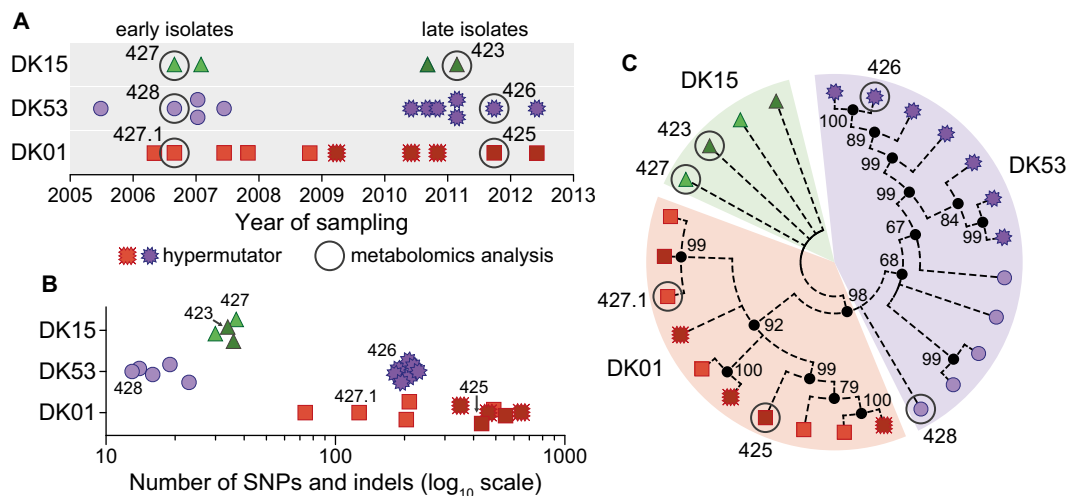 A
early isolates
late isolates
DK15
427
423
DK53
428
426
DK01
427.1
425
2005 2006 2007 2008 2009 2010 2011 2012 2013
Year of sampling
hypermutator
metabolomics analysis
B
DK15
423
427
DK53
428
426
DK01
427.1
425
10 100 1000
Number of SNPs and indels (log10 scale)
C
DK15
426
423
427
100
89
99
99
DK53
84
99
67
68
99
427.1
98
92
DK01
100
99
99
79
100
425
428